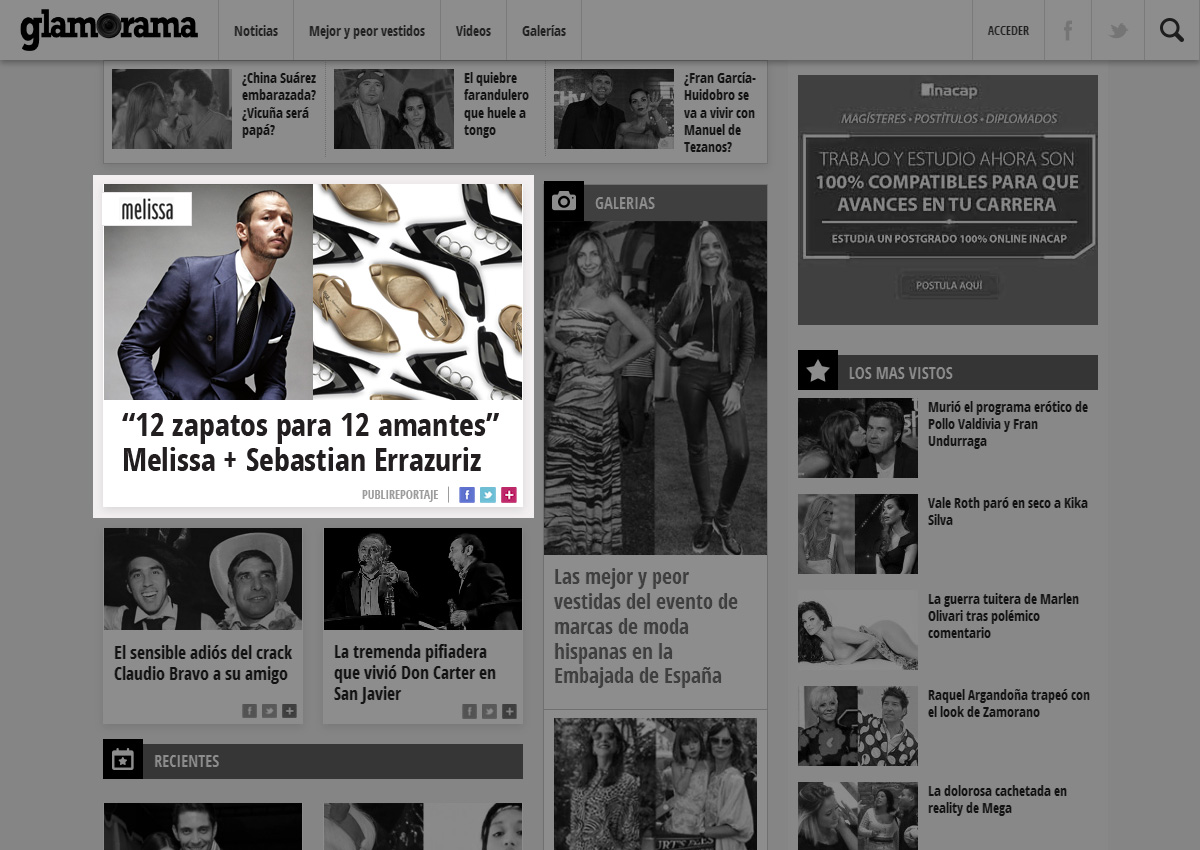 glamorama
Noticias
Mejor y peor vestidos
Videos
Galerías
ACCEDER
¿China Suárez
embarazada?
¿Vicuña será
papá?
El quiebre
farandulero
que huele a
tongo
¿Fran García-
Huidobro se
va a vivir con
Manuel de
Tezanos?
inacap
MAGÍSTERES • POSTÍTULOS • DIPLOMADOS
TRABAJO Y ESTUDIO AHORA SON
100% COMPATIBLES PARA QUE
AVANCES EN TU CARRERA
ESTUDIA UN POSTGRADO 100% ONLINE INACAP
POSTULA AQUÍ
melissa
“12 zapatos para 12 amantes”
Melissa + Sebastian Errazuriz
PUBLIREPORTAJE
GALERIAS
Las mejor y peor
vestidas del evento de
marcas de moda
hispanas en la
Embajada de España
El sensible adiós del crack
Claudio Bravo a su amigo
La tremenda pifiadera
que vivió Don Carter en
San Javier
RECIENTES
LOS MAS VISTOS
Murió el programa erótico de
Pollo Valdivia y Fran
Undurraga
Vale Roth paró en seco a Kika
Silva
La guerra tuitera de Marlen
Olivari tras polémico
comentario
Raquel Argandoña trapeó con
el look de Zamorano
La dolorosa cachetada en
reality de Mega